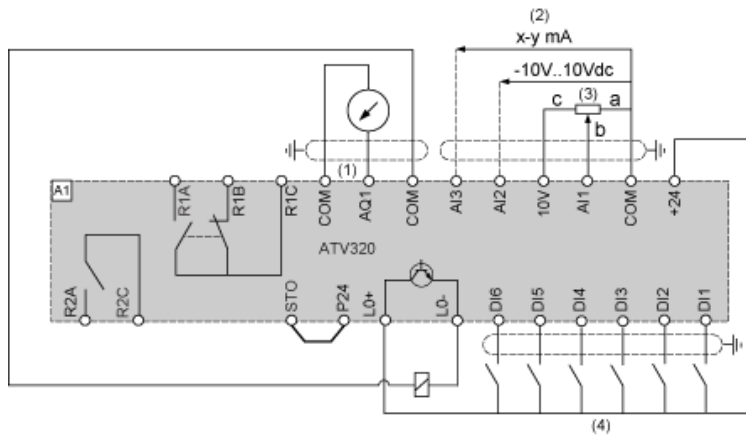 (2)
x-y mA
-10V..10Vdc
c (3) a
b
(1)
A1
R1A R1B R1C COM AQ1 COM AI3 AI2 10V AI1 COM +24
ATV320
R2A R2C STO P24 L0+ L0- DI6 DI5 DI4 DI3 DI2 DI1
(4)